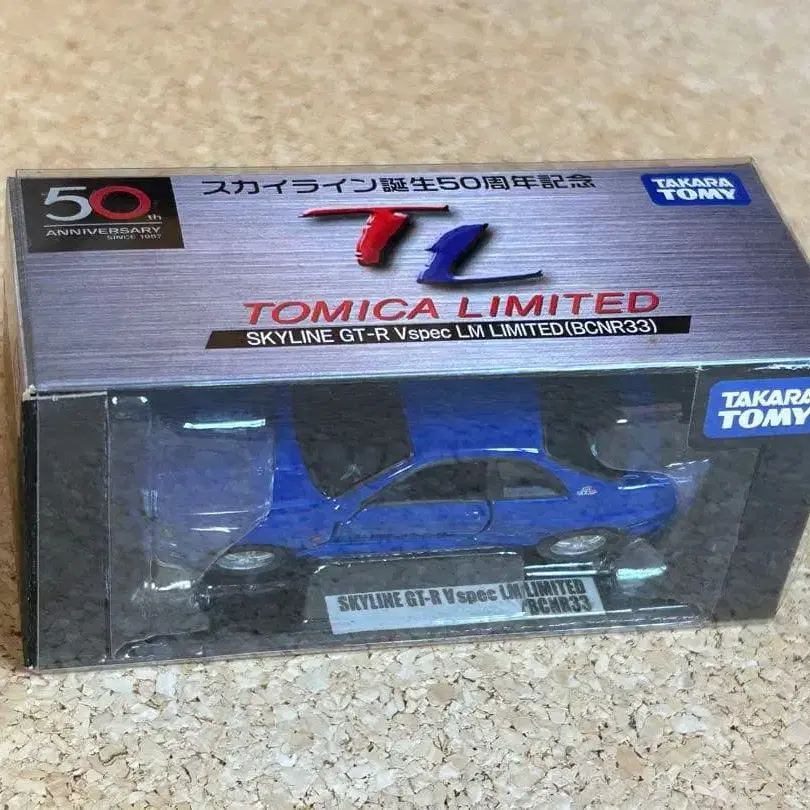 50th
ANNIVERSARY
SINCE 1957
スカイライン誕生50周年記念
TAKARA
TOMY
TL
TOMICA LIMITED
SKYLINE GT-R Vspec LM LIMITED(BCNR33)
TAKARA
TOMY
SKYLINE GT-R Vspec LM LIMITED
BCNR33